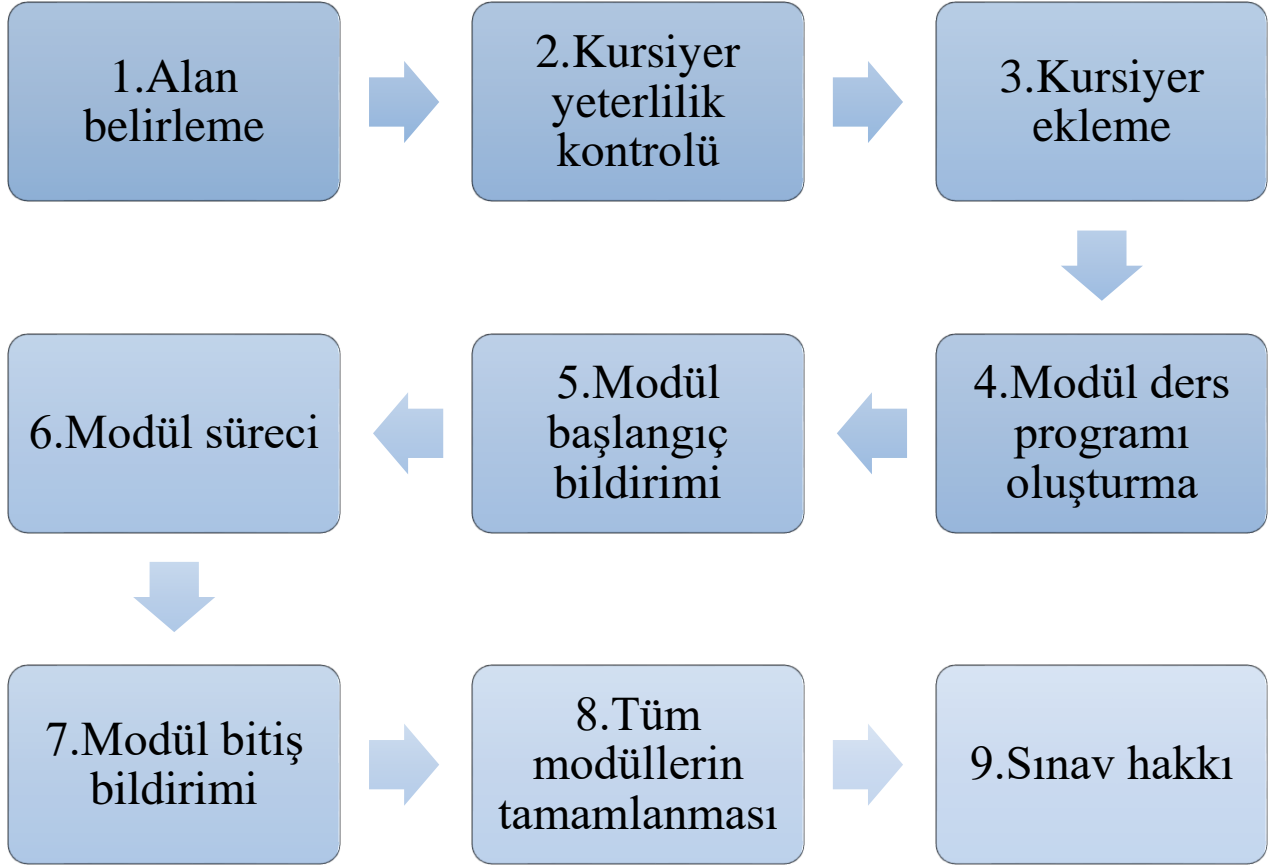 1.Alan
belirleme
2.Kursiyer
yeterlilik
kontrolü
3.Kursiyer
ekleme
4.Modül ders
programı
oluşturma
5.Modül
başlangıç
bildirimi
6.Modül süreci
7.Modül bitiş
bildirimi
8.Tüm
modüllerin
tamamlanması
9.Sınav hakkı